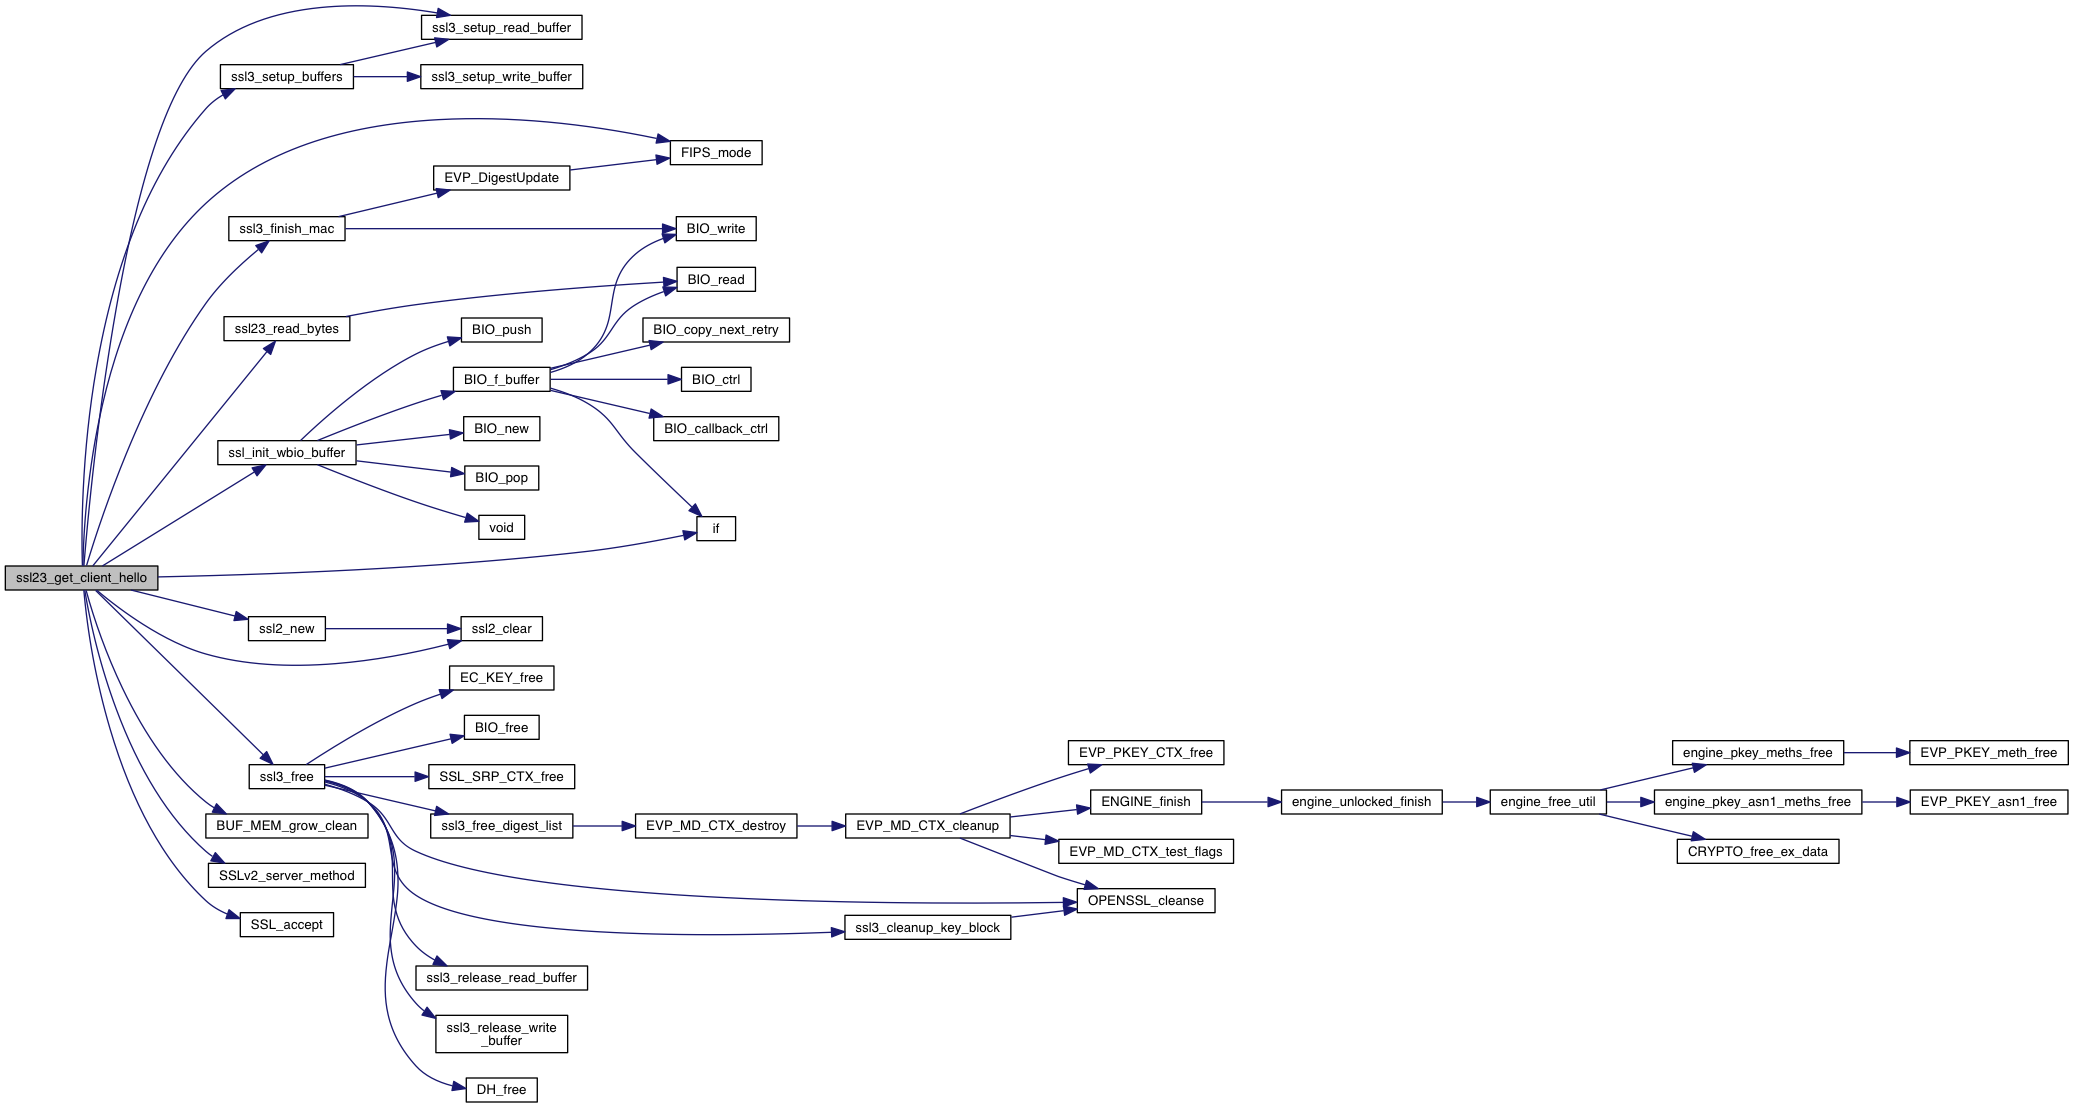 ssl3_setup_read_buffer
ssl3_setup_buffers
ssl3_setup_write_buffer
FIPS_mode
EVP_DigestUpdate
ssl3_finish_mac
BIO_write
BIO_read
ssl23_read_bytes
BIO_push
BIO_copy_next_retry
BIO_f_buffer
BIO_ctrl
BIO_new
BIO_callback_ctrl
ssl_init_wbio_buffer
BIO_pop
void
if
ssl23_get_client_hello
ssl2_new
ssl2_clear
EC_KEY_free
BIO_free
EVP_PKEY_CTX_free
engine_pkey_meths_free
EVP_PKEY_meth_free
ssl3_free
SSL_SRP_CTX_free
ENGINE_finish
engine_unlocked_finish
engine_free_util
engine_pkey_asn1_meths_free
EVP_PKEY_asn1_free
BUF_MEM_grow_clean
ssl3_free_digest_list
EVP_MD_CTX_destroy
EVP_MD_CTX_cleanup
EVP_MD_CTX_test_flags
CRYPTO_free_ex_data
SSLv2_server_method
OPENSSL_cleanse
SSL_accept
ssl3_cleanup_key_block
ssl3_release_read_buffer
ssl3_release_write
_buffer
DH_free